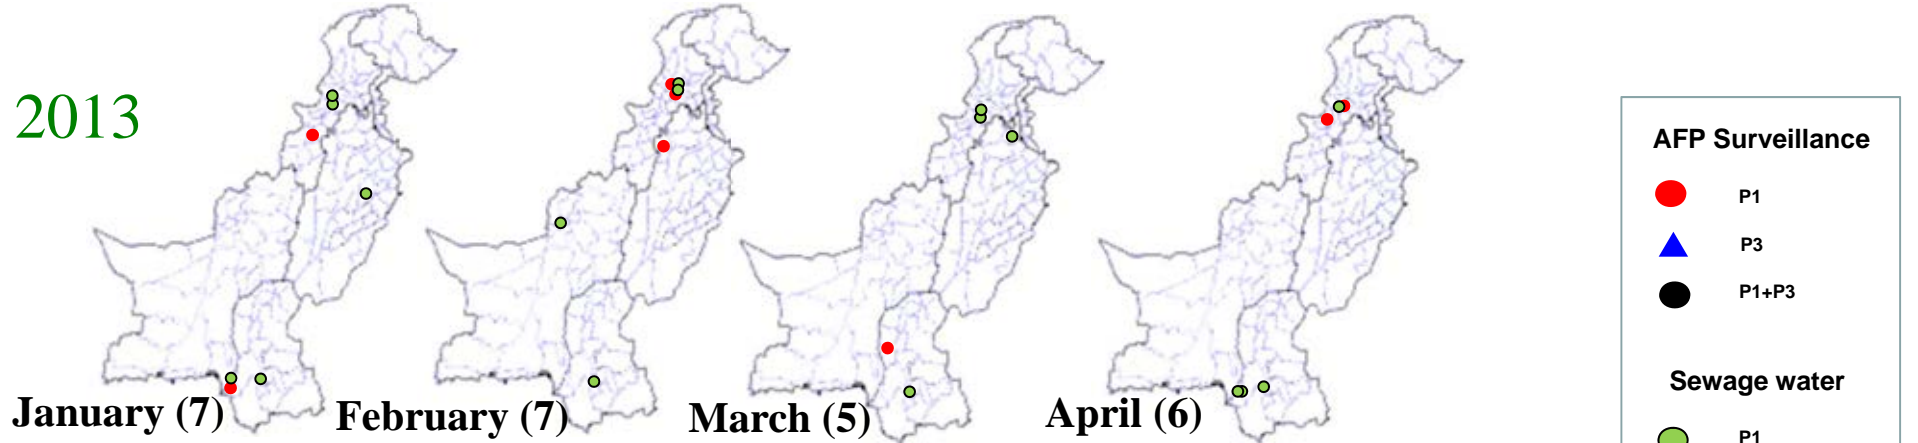 2013
January (7)
February (7)
March (5)
April (6)
AFP Surveillance
P1
P3
P1+P3
Sewage water
P1